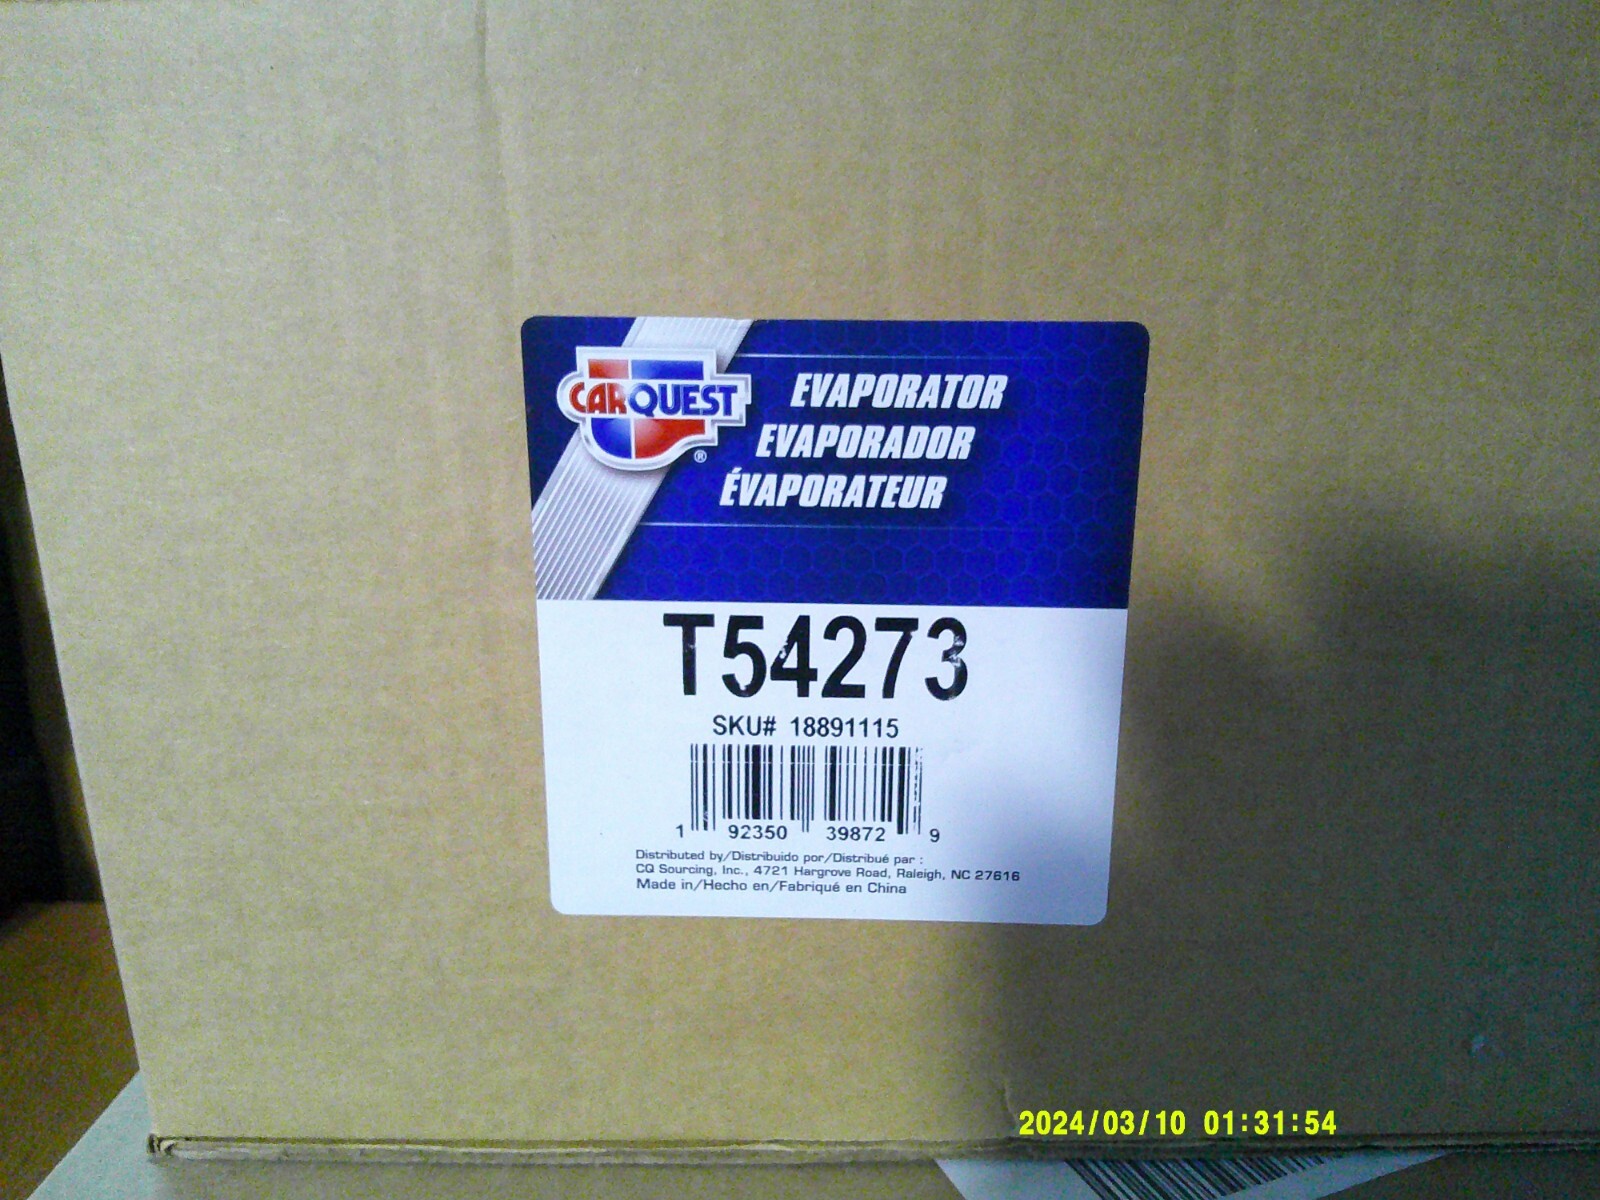 CARQUEST
®
EVAPORATOR
EVAPORADOR
ÉVAPORATEUR
T54273
SKU# 18891115
1 92350 39872 9
Distributed by/Distribuido por/Distribué par :
CQ Sourcing, Inc., 4721 Hargrove Road, Raleigh, NC 27616
Made in/Hecho en/Fabriqué en China
2024/03/10 01:31:54